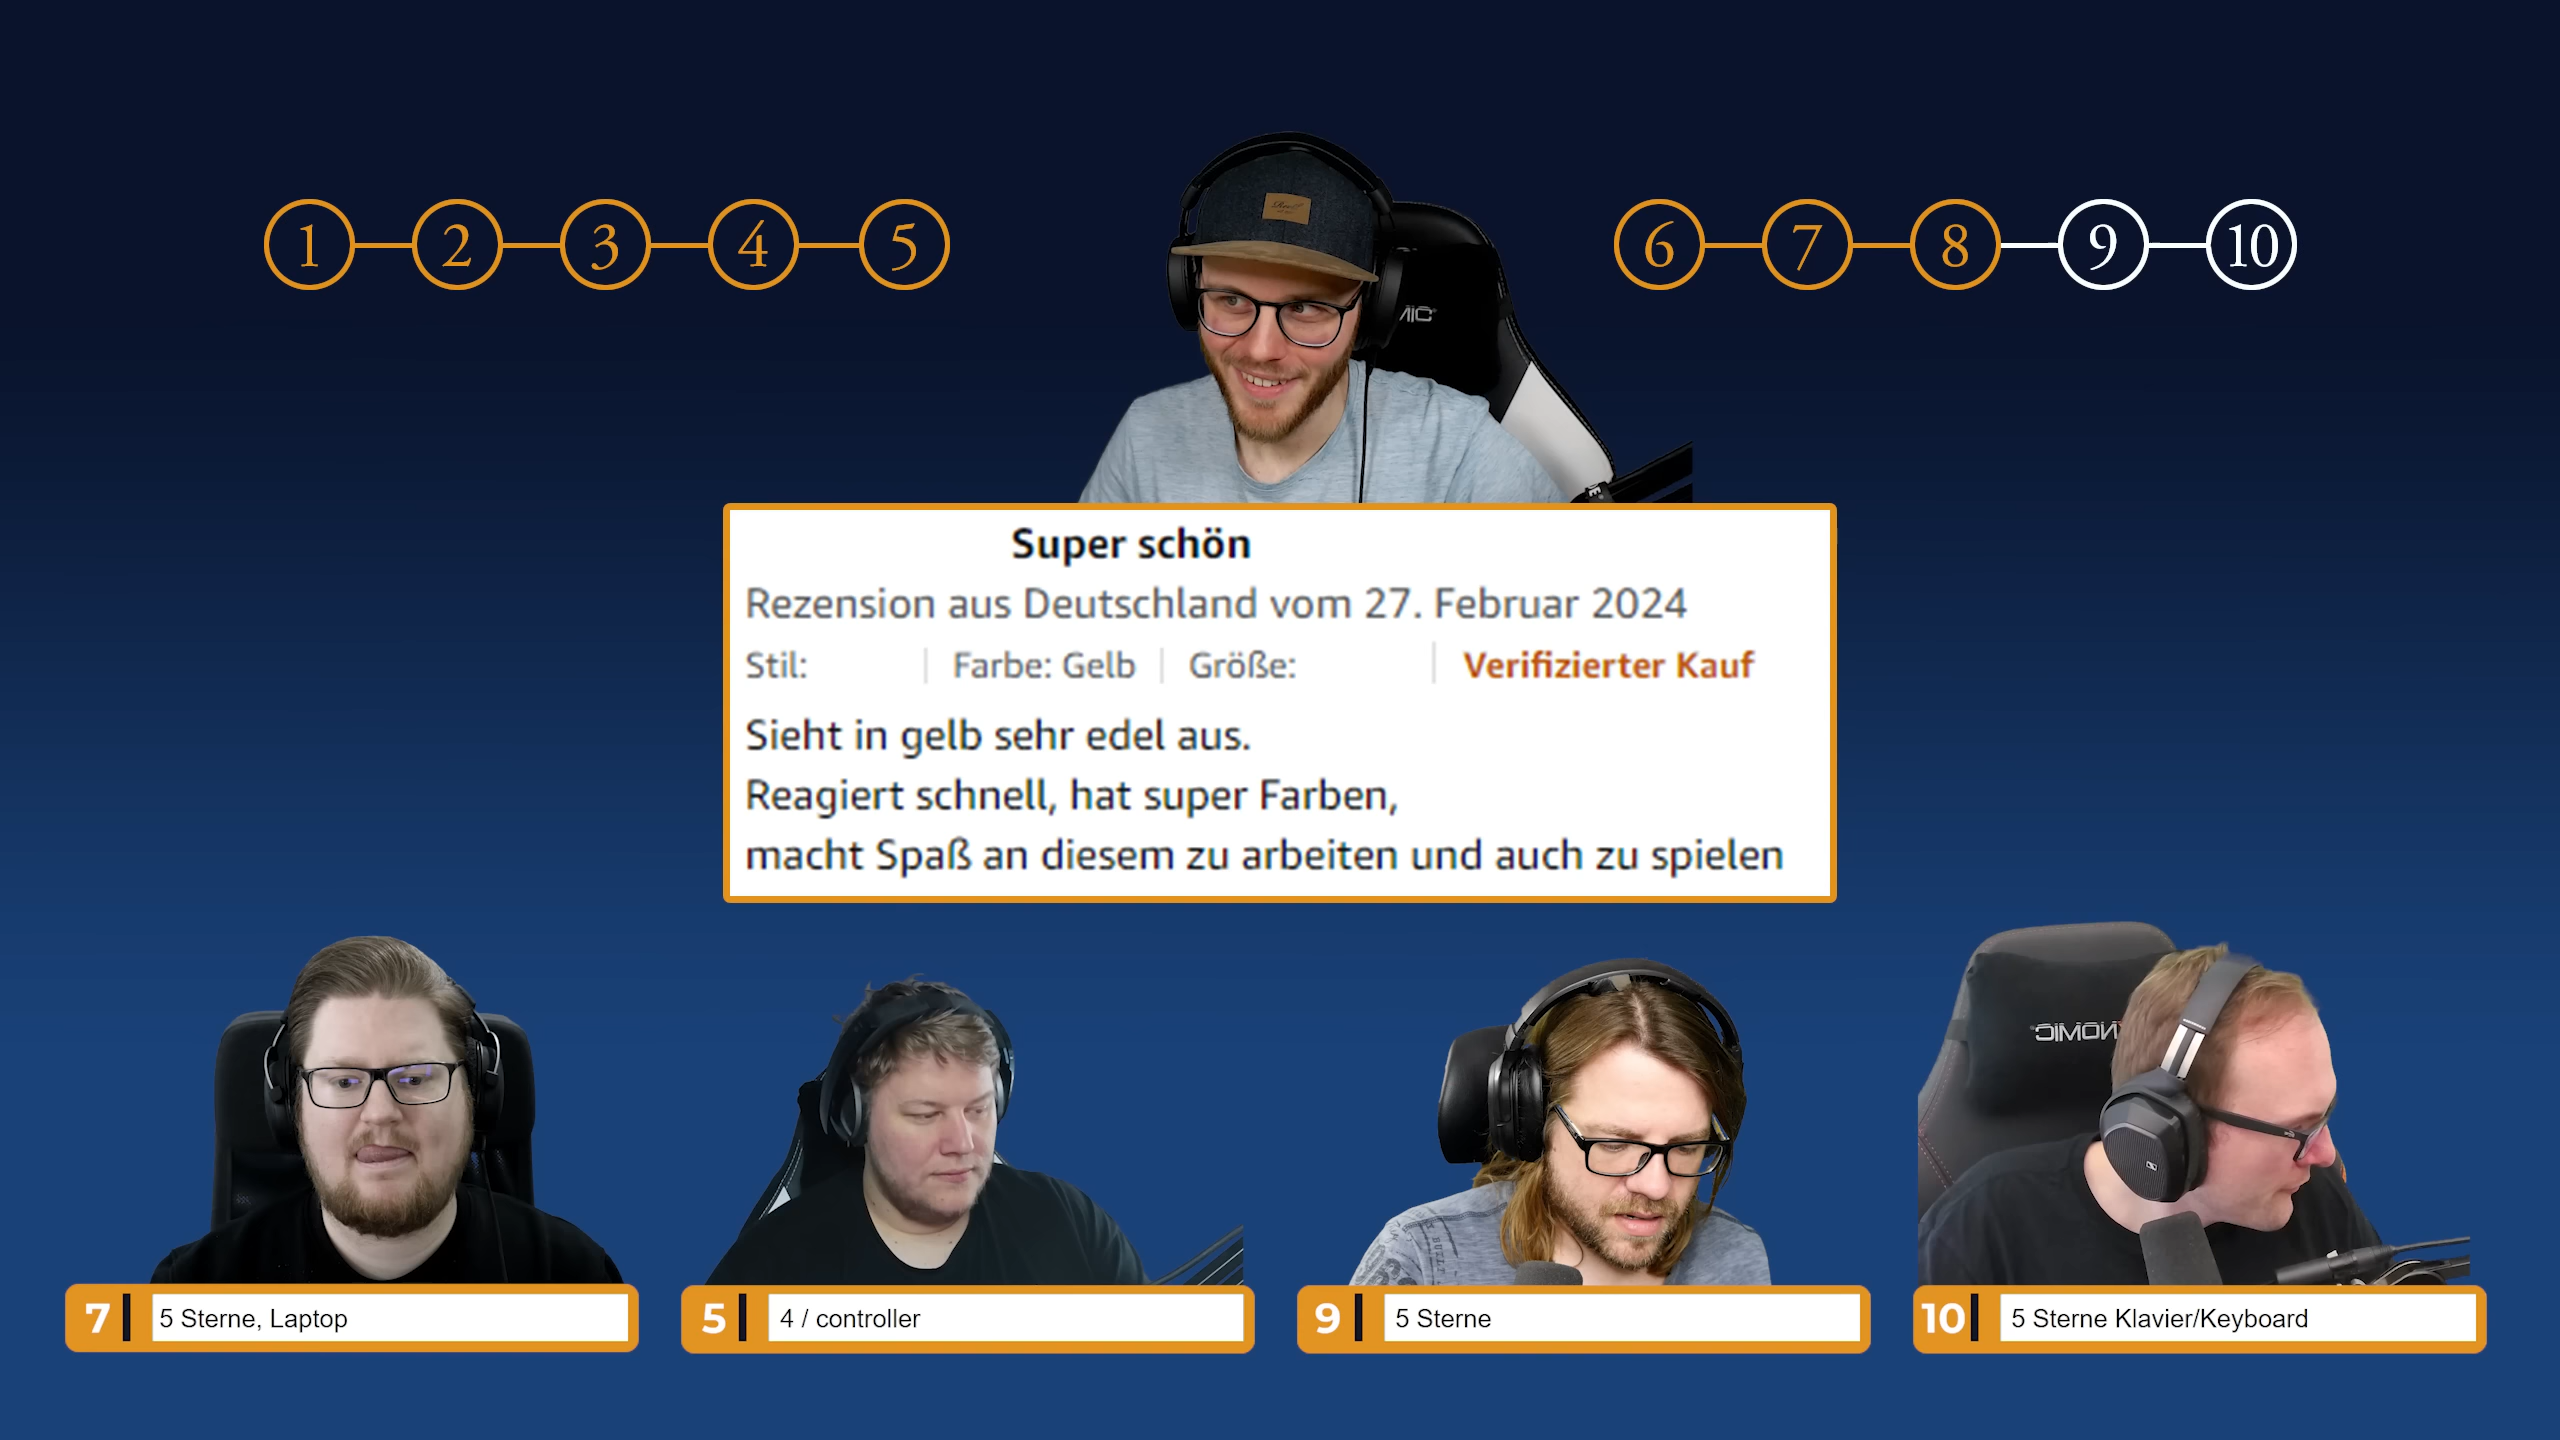 1 2 3 4 5
6 7 8 9 10
Super schön
Rezension aus Deutschland vom 27. Februar 2024
Stil: Farbe: Gelb Größe: Verifizierter Kauf
Sieht in gelb sehr edel aus.
Reagiert schnell, hat super Farben,
macht Spaß an diesem zu arbeiten und auch zu spielen
7 5 Sterne, Laptop
5 4 / controller
9 5 Sterne
10 5 Sterne Klavier/Keyboard